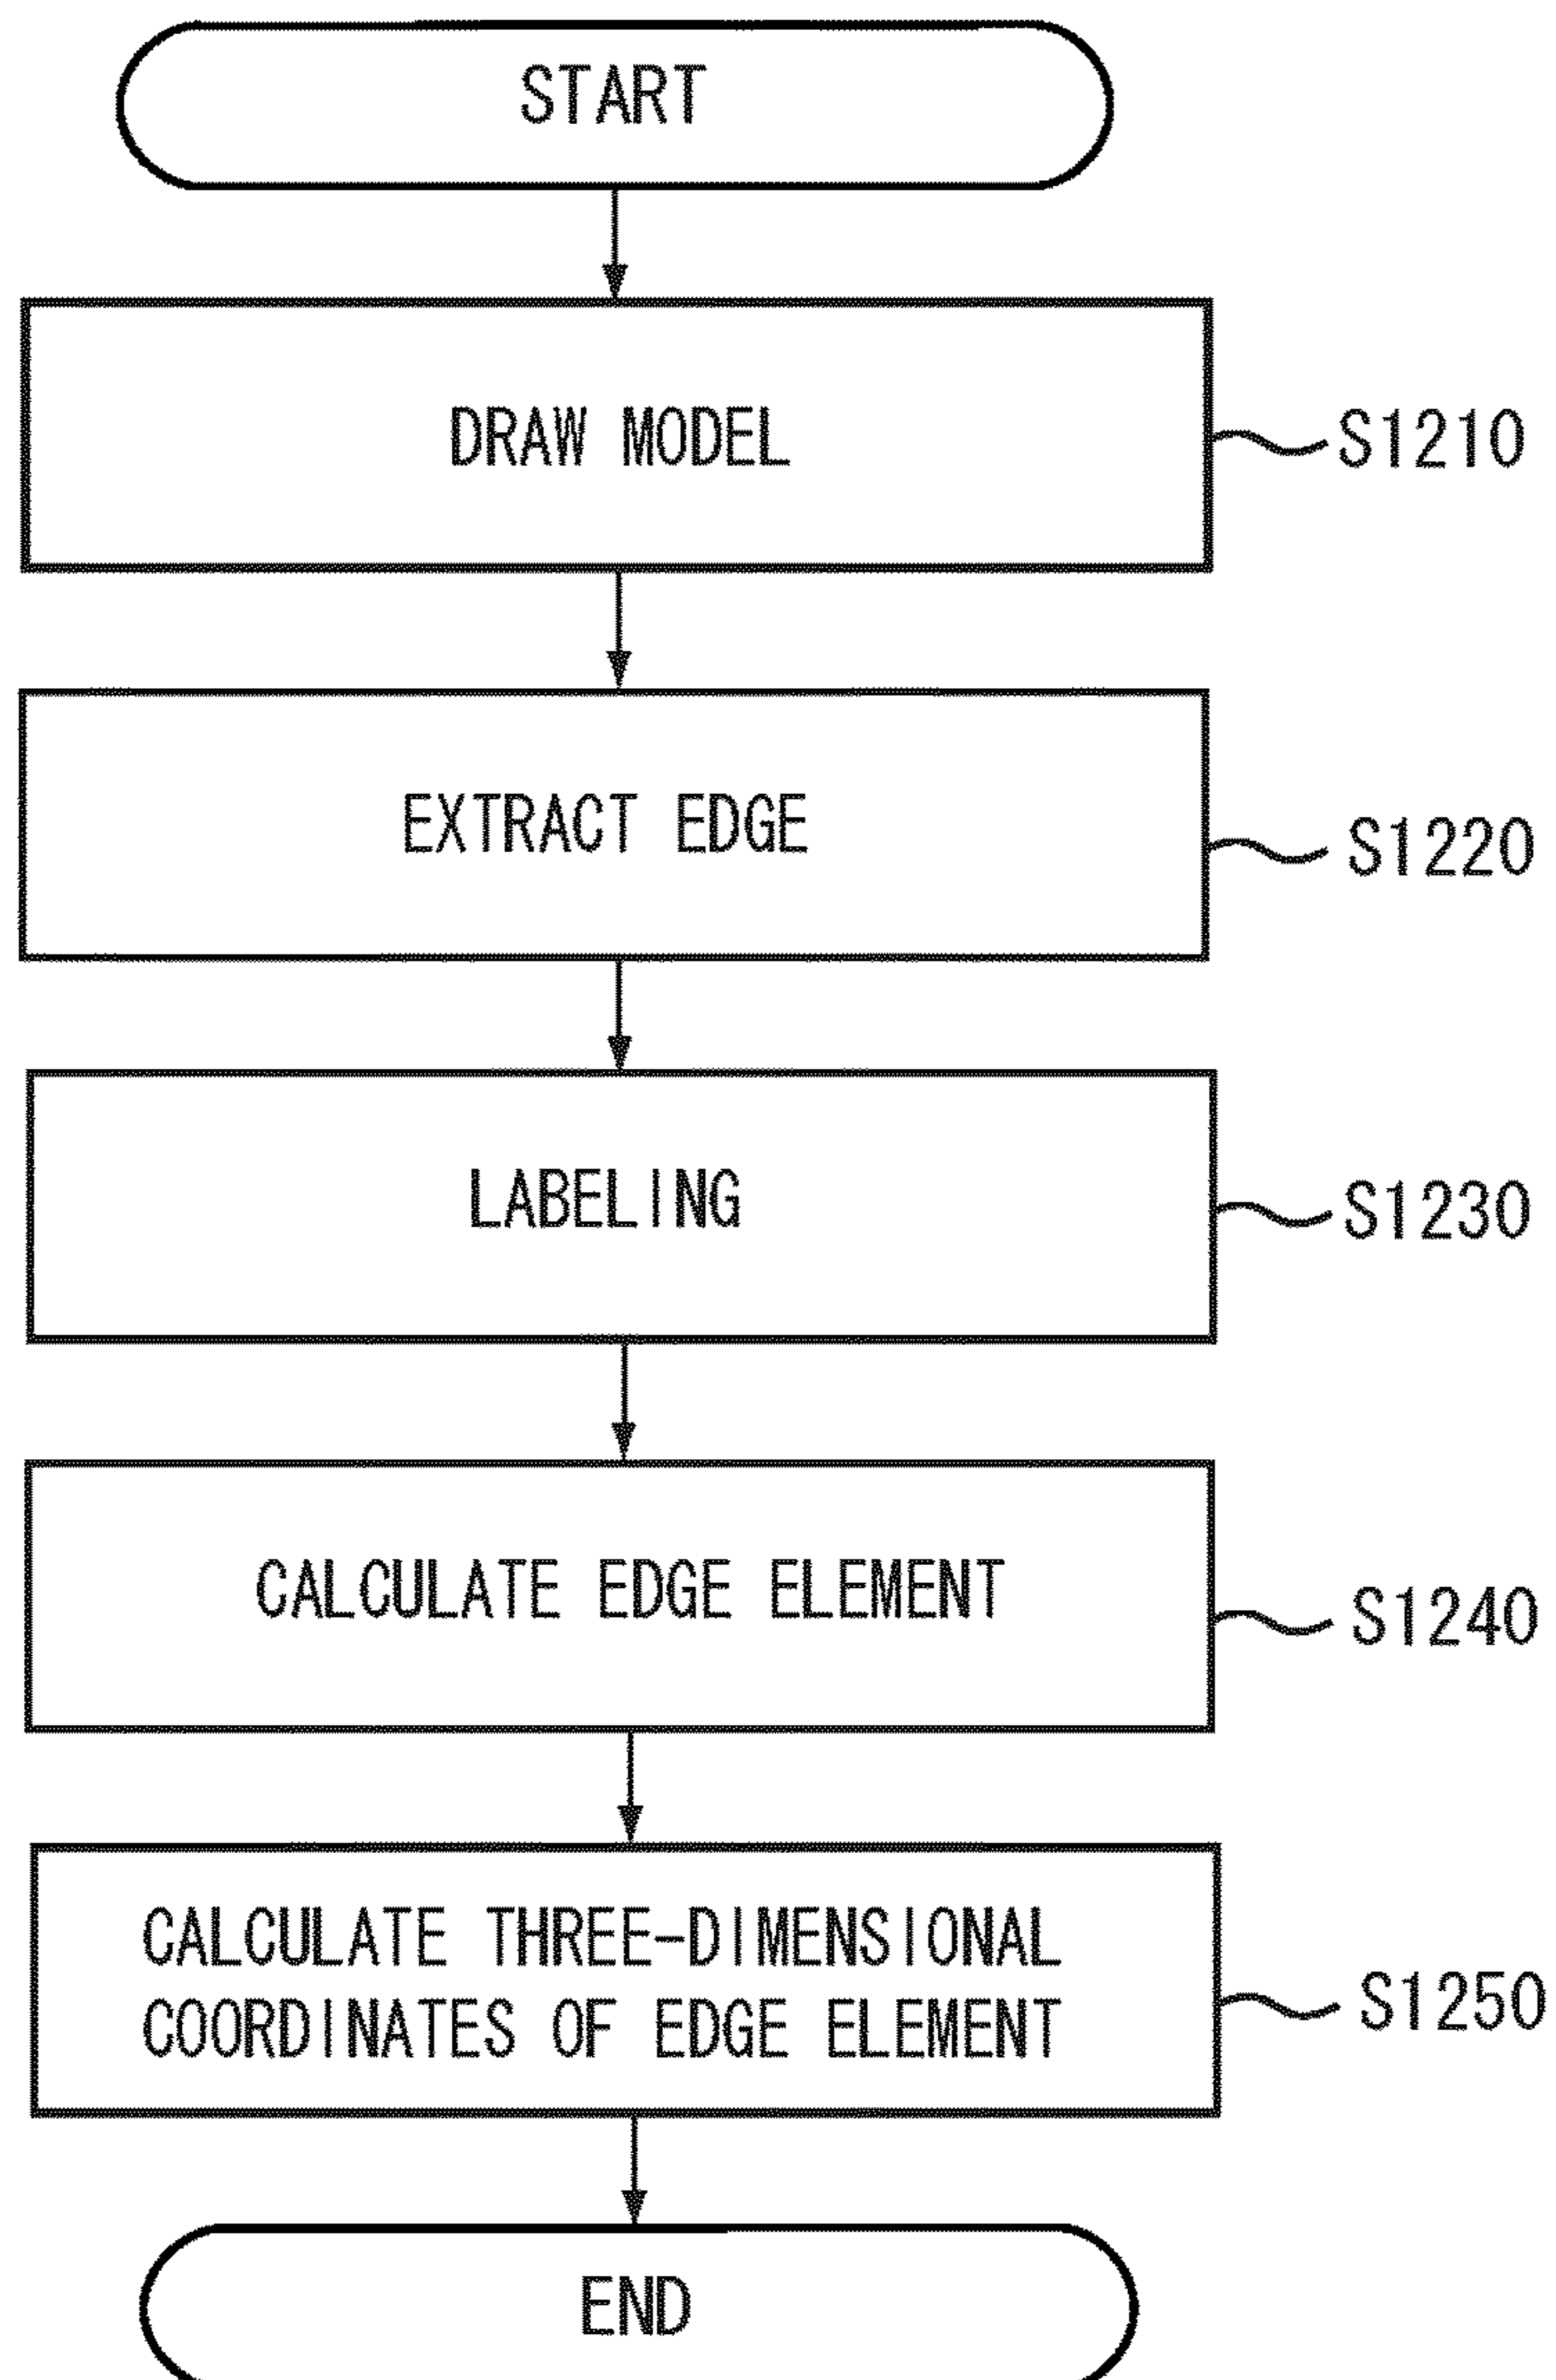 START
DRAW MODEL
S1210
EXTRACT EDGE
S1220
LABELING
S1230
CALCULATE EDGE ELEMENT
S1240
CALCULATE THREE-DIMENSIONAL
COORDINATES OF EDGE ELEMENT
S1250
END